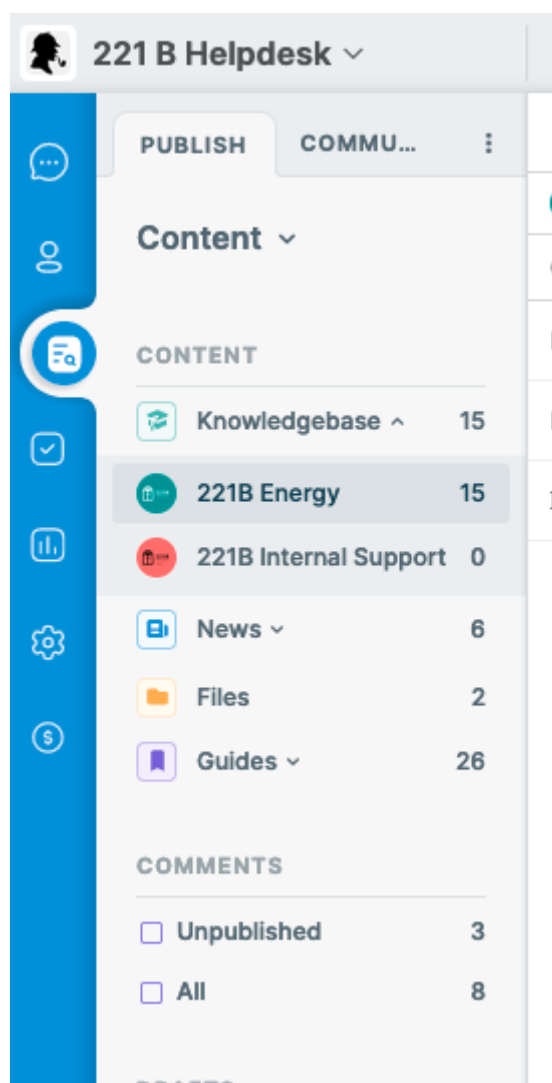 221 B Helpdesk
PUBLISH COMMU...
Content
CONTENT
Knowledgebase 15
221B Energy 15
221B Internal Support 0
News 6
Files 2
Guides 26
COMMENTS
Unpublished 3
All 8